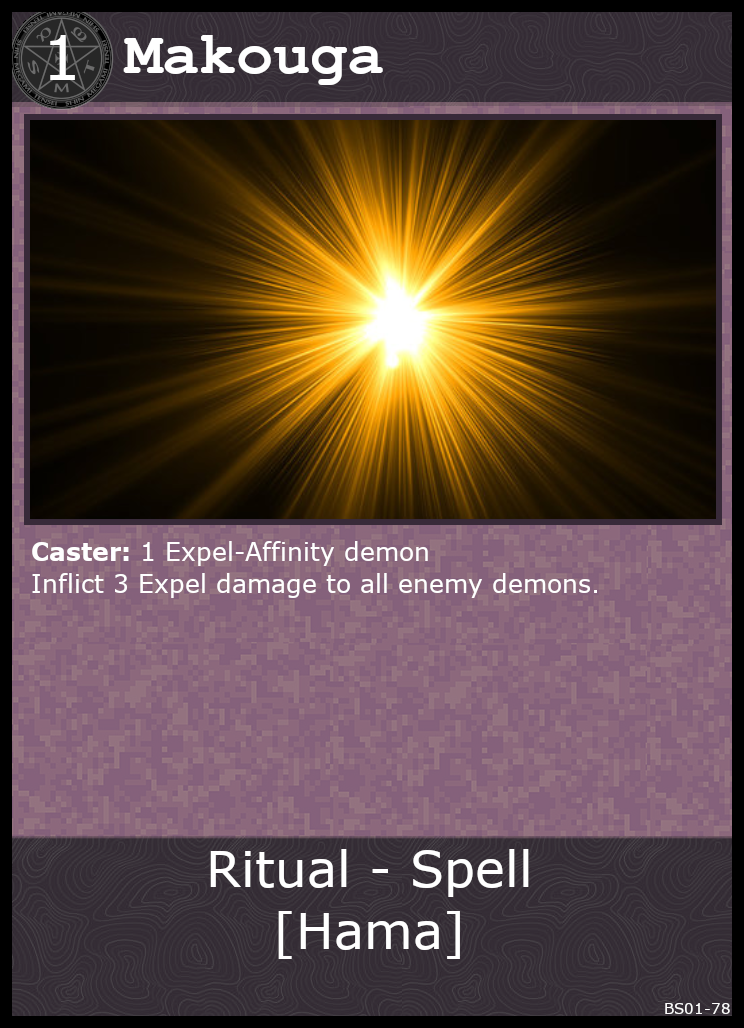 1 Makouga
Caster: 1 Expel-Affinity demon
Inflict 3 Expel damage to all enemy demons.
Ritual - Spell
[Hama]
BS01-78